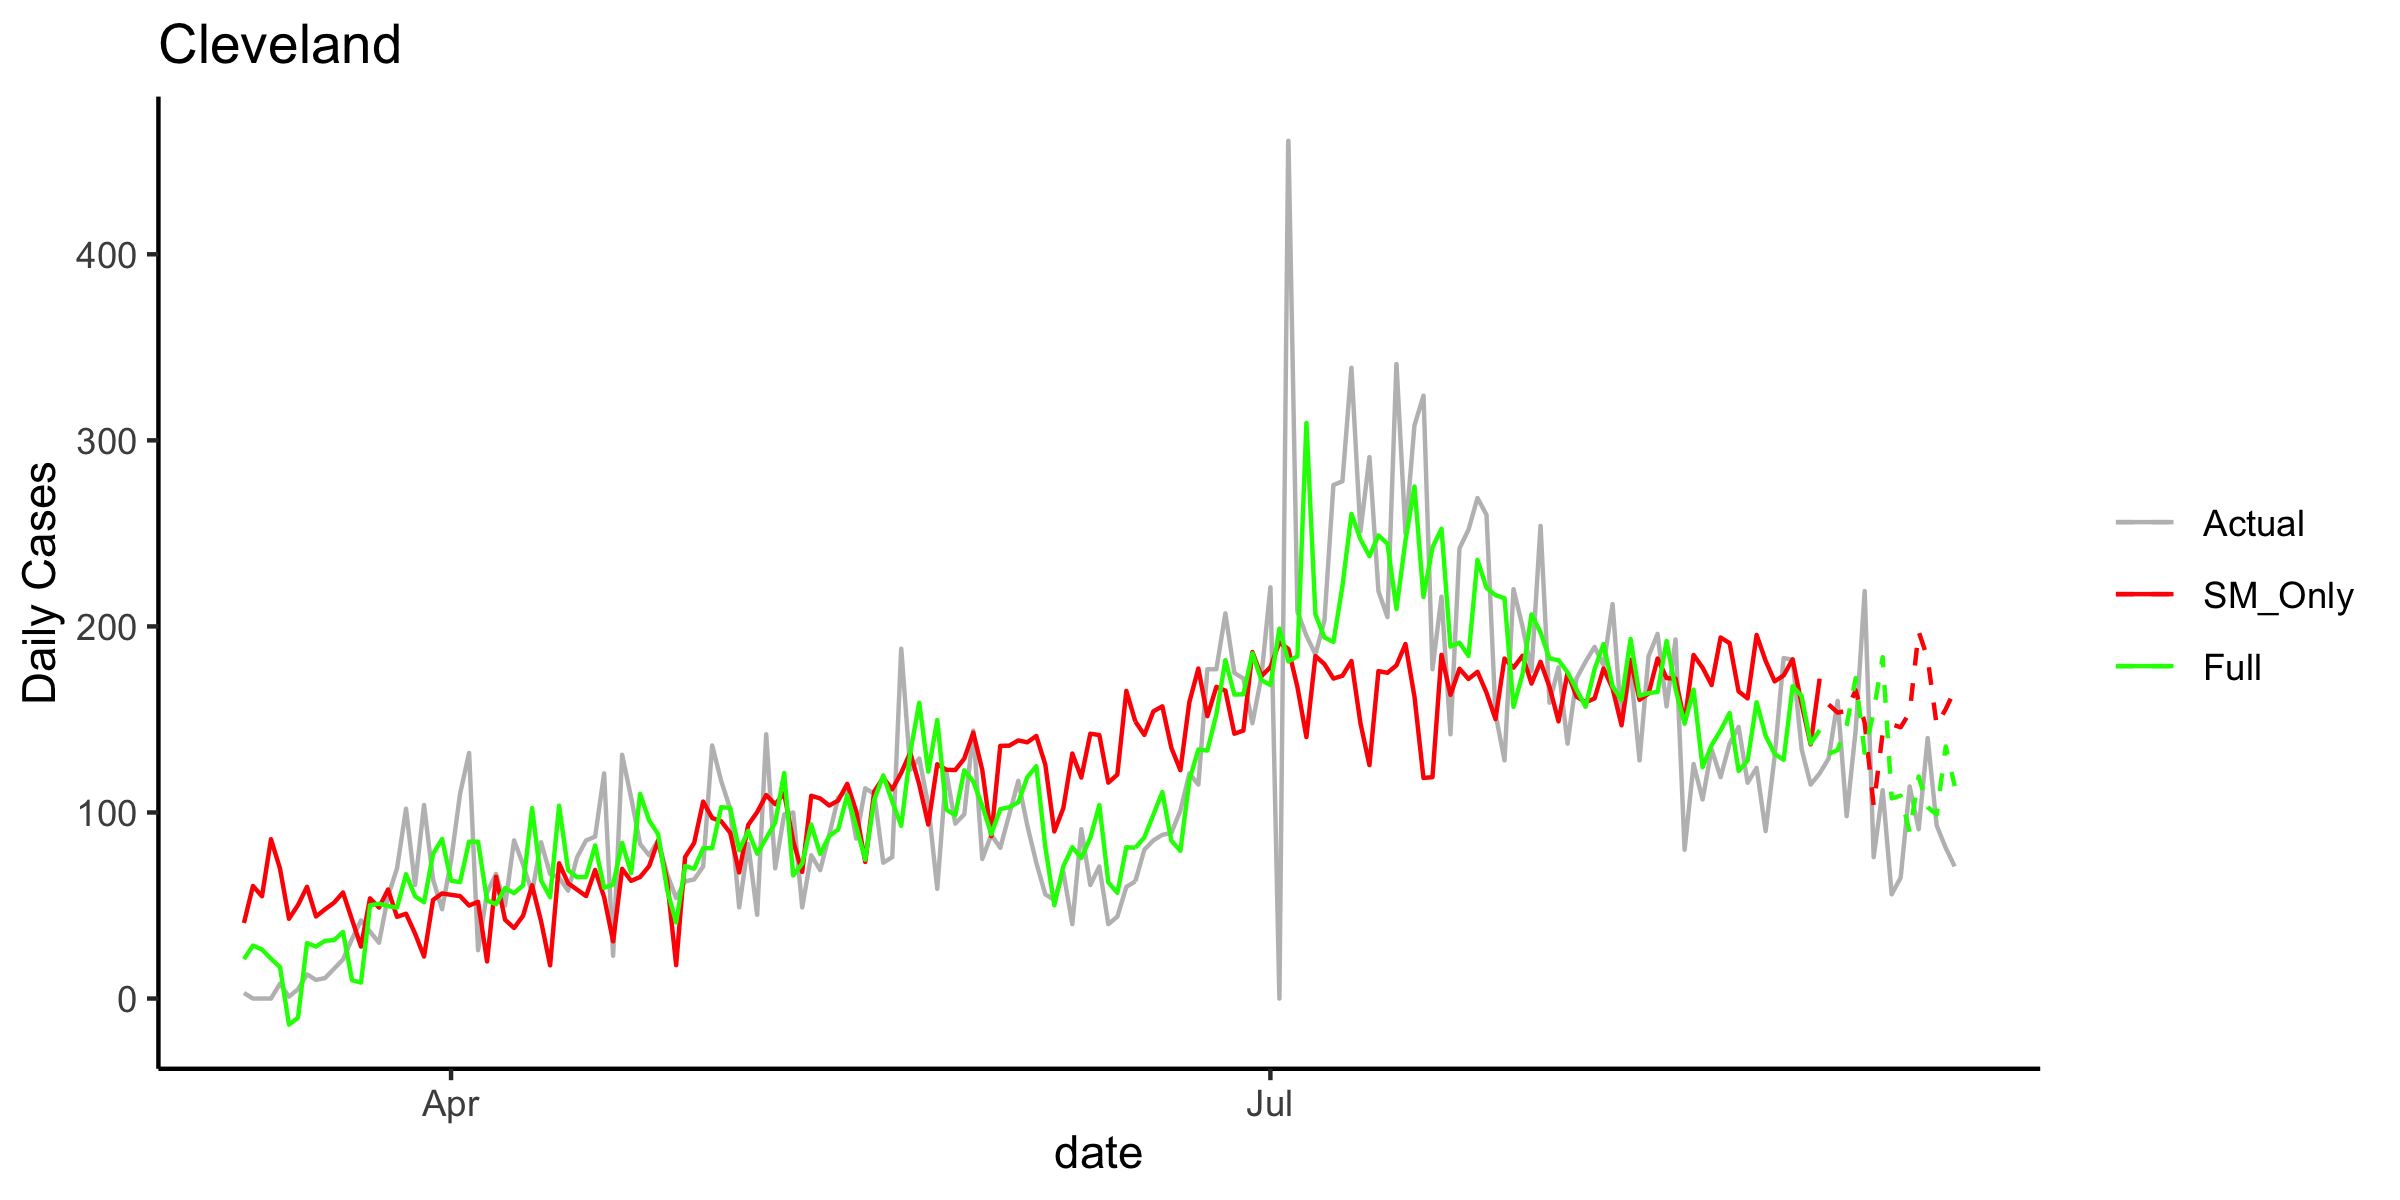 Cleveland
Daily Cases
400
300
200
100
0
Apr
Jul
date
Actual
SM_Only
Full